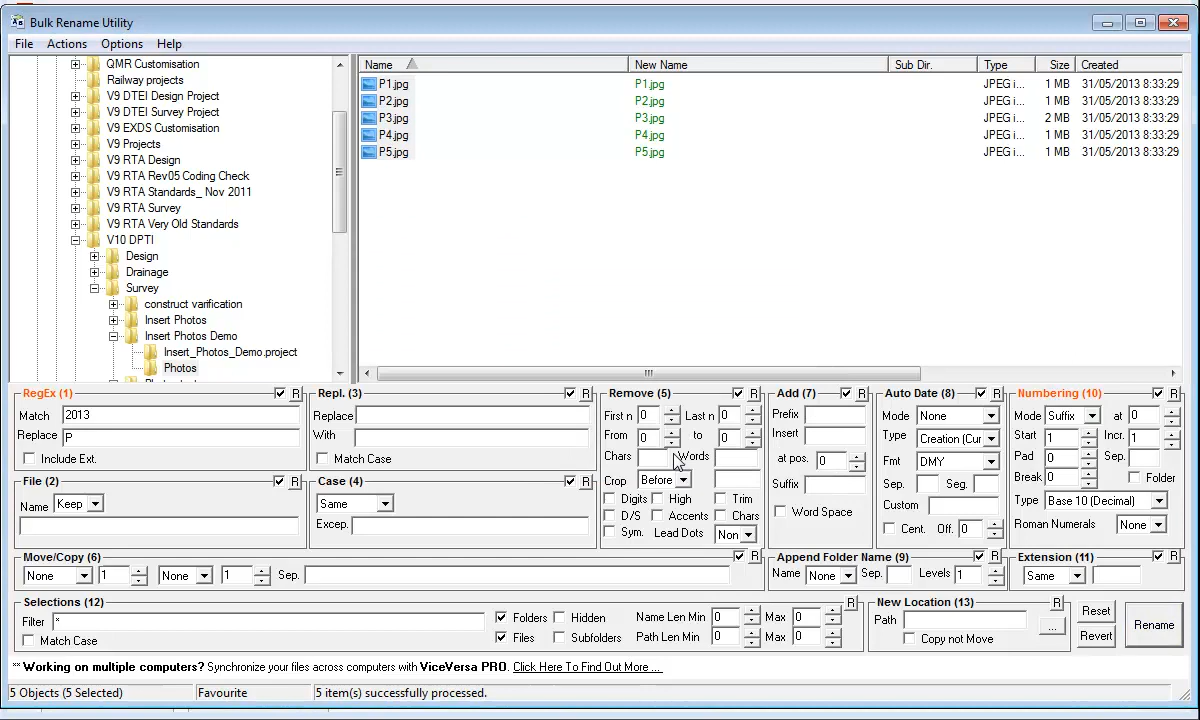 Bulk Rename Utility
File Actions Options Help
QMR Customisation
Railway projects
V9 DTEI Design Project
V9 DTEI Survey Project
V9 EXDS Customisation
V9 Projects
V9 RTA Design
V9 RTA Rev05 Coding Check
V9 RTA Standards_ Nov 2011
V9 RTA Survey
V9 RTA Very Old Standards
V10 DPTI
Design
Drainage
Survey
construct varification
Insert Photos
Insert Photos Demo
Insert_Photos_Demo.project
Photos
Name New Name Sub Dir. Type Size Created
P1.jpg P1.jpg JPEG i... 1 MB 31/05/2013 8:33:29
P2.jpg P2.jpg JPEG i... 1 MB 31/05/2013 8:33:29
P3.jpg P3.jpg JPEG i... 2 MB 31/05/2013 8:33:29
P4.jpg P4.jpg JPEG i... 1 MB 31/05/2013 8:33:29
P5.jpg P5.jpg JPEG i... 1 MB 31/05/2013 8:33:29
RegEx (1) R
Match 2013
Replace P
Include Ext.
Repl. (3) R
Replace
With
Match Case
Remove (5) R
First n 0 Last n 0
From 0 to 0
Chars Words
Crop Before
Digits High Trim
D/S Accents Chars
Sym. Lead Dots Non
Add (7) R
Prefix
Insert
at pos. 0
Suffix
Word Space
Auto Date (8) R
Mode None
Type Creation (Cur
Fmt DMY
Sep. Seg.
Custom
Cent. Off. 0
Numbering (10) R
Mode Suffix at 0
Start 1 Incr. 1
Pad 0 Sep.
Break 0 Folder
Type Base 10 (Decimal)
Roman Numerals None
File (2) R
Name Keep
Case (4) R
Same
Excep.
Move/Copy (6) R
None 1 None 1 Sep.
Append Folder Name (9) R
Name None Sep. Levels 1
Extension (11) R
Same
Selections (12) R
Filter *
Match Case
Folders Hidden Name Len Min 0 Max 0
Files Subfolders Path Len Min 0 Max 0
New Location (13) R
Path ...
Copy not Move
Reset
Revert
Rename
** Working on multiple computers? Synchronize your files across computers with ViceVersa PRO. Click Here To Find Out More ...
5 Objects (5 Selected) Favourite 5 item(s) successfully processed.